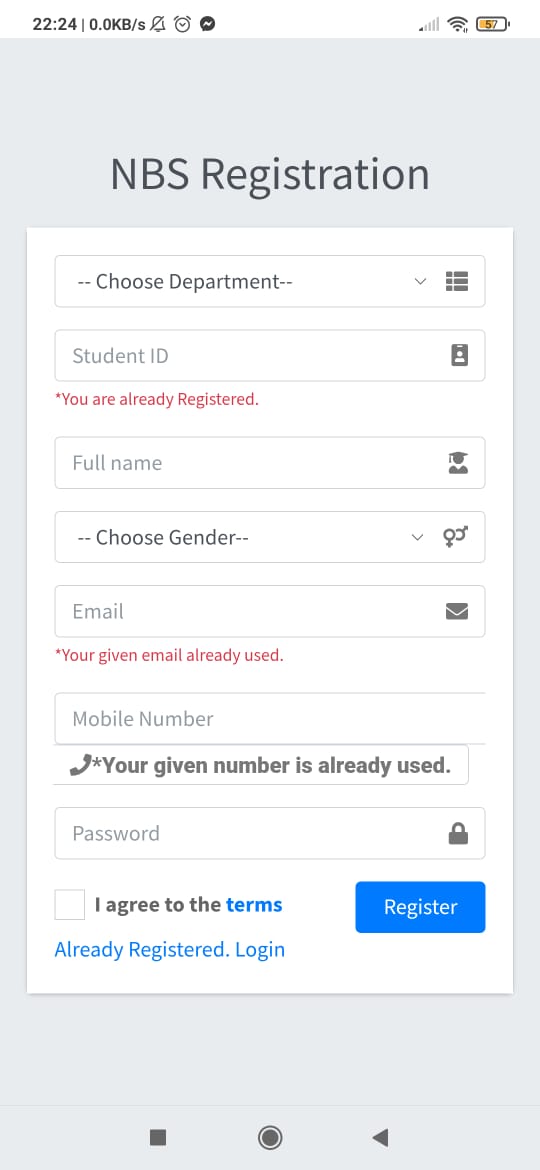 22:24 | 0.0KB/s
57
NBS Registration
-- Choose Department--
Student ID
*You are already Registered.
Full name
-- Choose Gender--
Email
*Your given email already used.
Mobile Number
*Your given number is already used.
Password
I agree to the terms
Register
Already Registered. Login